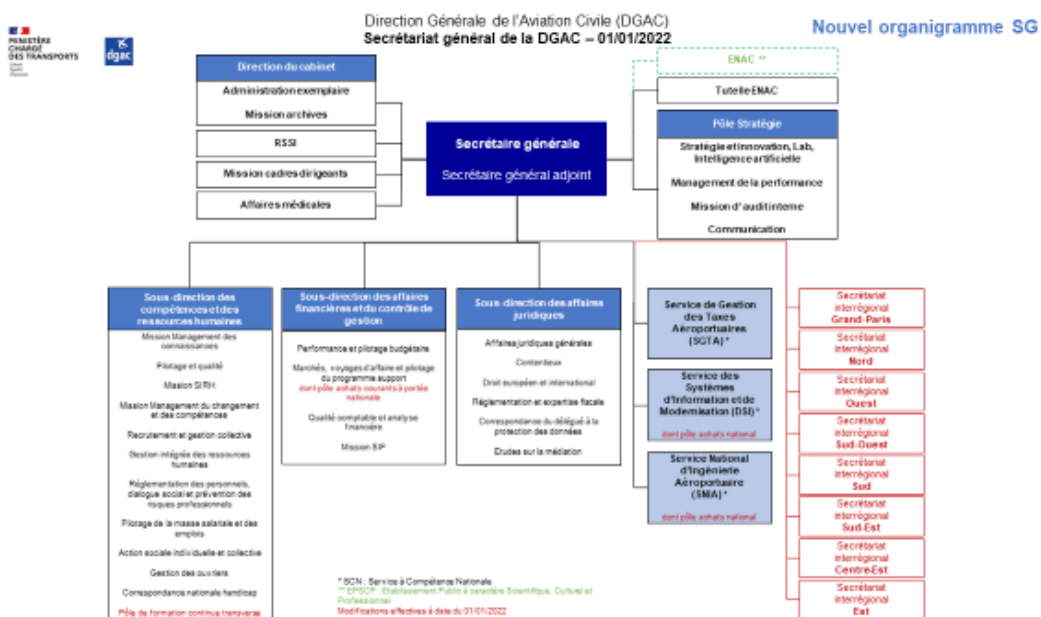 Direction Générale de l'Aviation Civile (DGAC)
Secrétariat général de la DGAC – 01/01/2022
Nouvel organigramme SG
MINISTÈRE
CHARGÉ
DES TRANSPORTS
dgac
Direction du cabinet
Administration exemplaire
Mission archives
RSSI
Mission cadres dirigeants
Affaires médicales
Secrétaire générale
Secrétaire général adjoint
ENAC **
Tutelle ENAC
Pôle Stratégie
Stratégie et innovation, Lab,
Intelligence artificielle
Management de la performance
Mission d'audit interne
Communication
Sous-direction des
compétences et des
ressources humaines
Mission Management des
connaissances
Pilotage et qualité
Mission SIRH
Mission Management du changement
et des compétences
Recrutement et gestion collective
Gestion intégrée des ressources
humaines
Réglementation des personnels,
dialogue social et prévention des
risques professionnels
Pilotage de la masse salariale et des
emplois
Action sociale individuelle et collective
Gestion des ouvriers
Correspondance nationale handicap
Pôle de formation continue transverse
Sous-direction des affaires
financières et du contrôle de
gestion
Performance et pilotage budgétaire
Marchés, voyages d'affaire et pilotage
du programme support
dont pôle achats courants à portée
nationale
Qualité comptable et analyse
financière
Mission SIF
Sous-direction des affaires
juridiques
Affaires juridiques générales
Contentieux
Droit européen et international
Réglementation et expertise fiscale
Correspondance du délégué à la
protection des données
Etudes sur la médiation
Service de Gestion
des Taxes
Aéroportuaires
(SGTA) *
Service des
Systèmes
d'Information et de
Modernisation (DSI) *
dont pôle achats national
Service National
d'Ingénierie
Aéroportuaire
(SNIA) *
dont pôle achats national
Secrétariat
interrégional
Grand-Paris
Secrétariat
interrégional
Nord
Secrétariat
interrégional
Ouest
Secrétariat
interrégional
Sud-Ouest
Secrétariat
interrégional
Sud
Secrétariat
interrégional
Sud-Est
Secrétariat
interrégional
Centre-Est
Secrétariat
interrégional
Est
* SCN : Service à Compétence Nationale
** EPSCP : Etablissement Public à caractère Scientifique, Culturel et
Professionnel
Modifications effectives à date du 01/01/2022